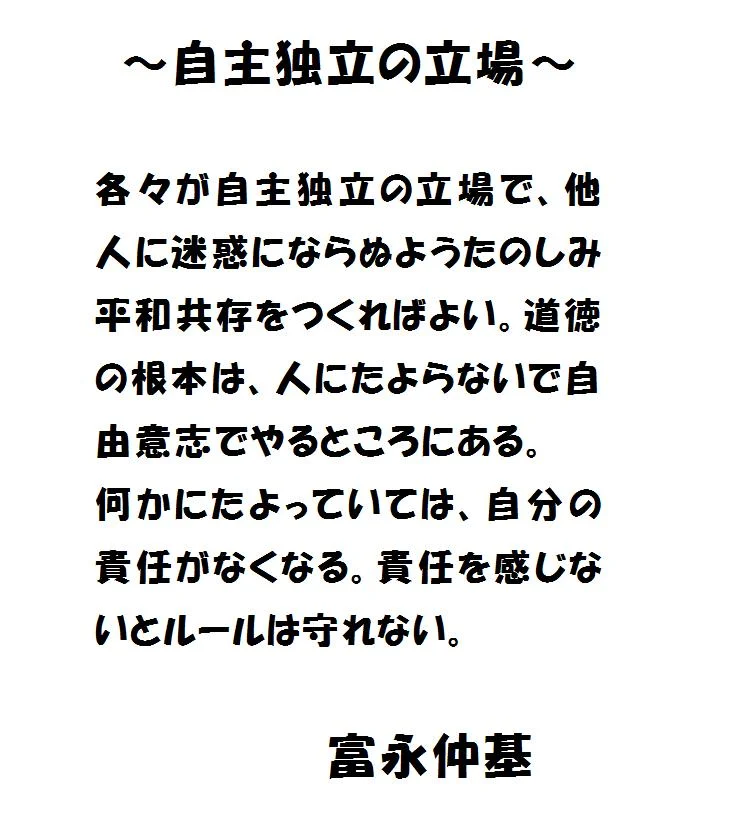 ～自主独立の立場～
各々が自主独立の立場で、他
人に迷惑にならぬようたのしみ
平和共存をつくればよい。道徳
の根本は、人にたよらないで自
由意志でやるところにある。
何かにたよっていては、自分の
責任がなくなる。責任を感じな
いとルールは守れない。
富永仲基